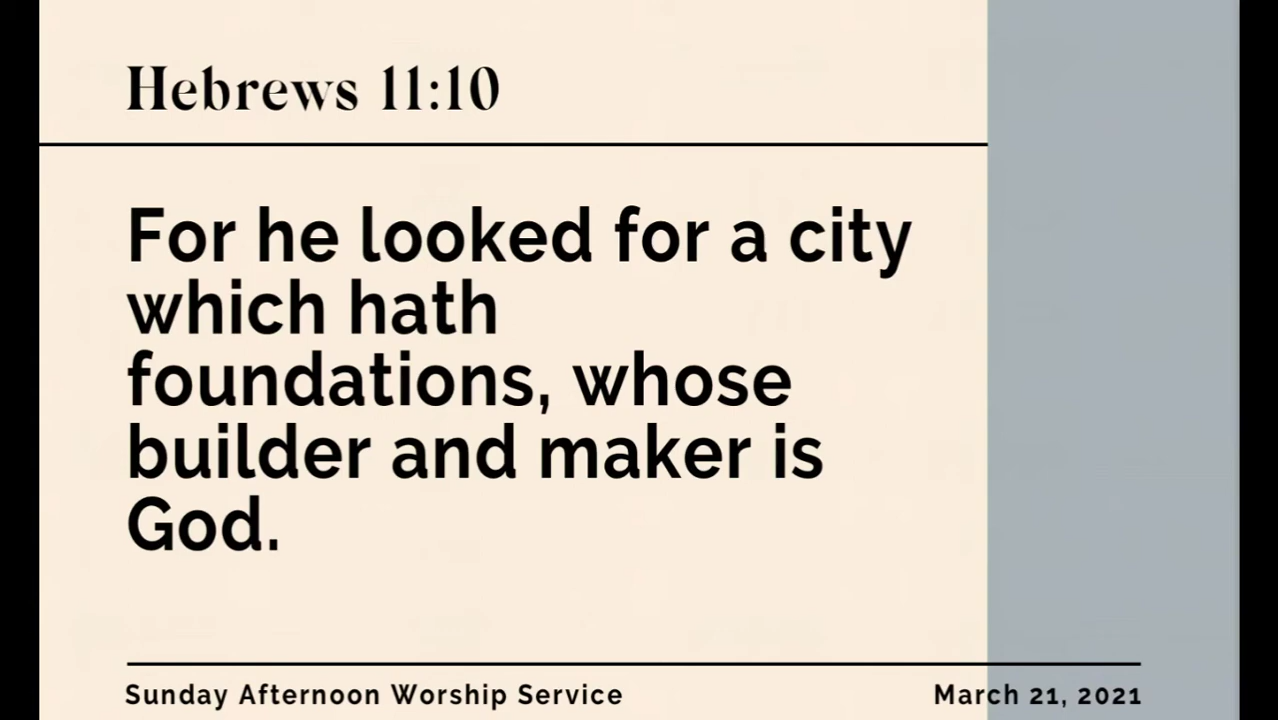 Hebrews 11:10
For he looked for a city
which hath
foundations, whose
builder and maker is
God.
Sunday Afternoon Worship Service
March 21, 2021